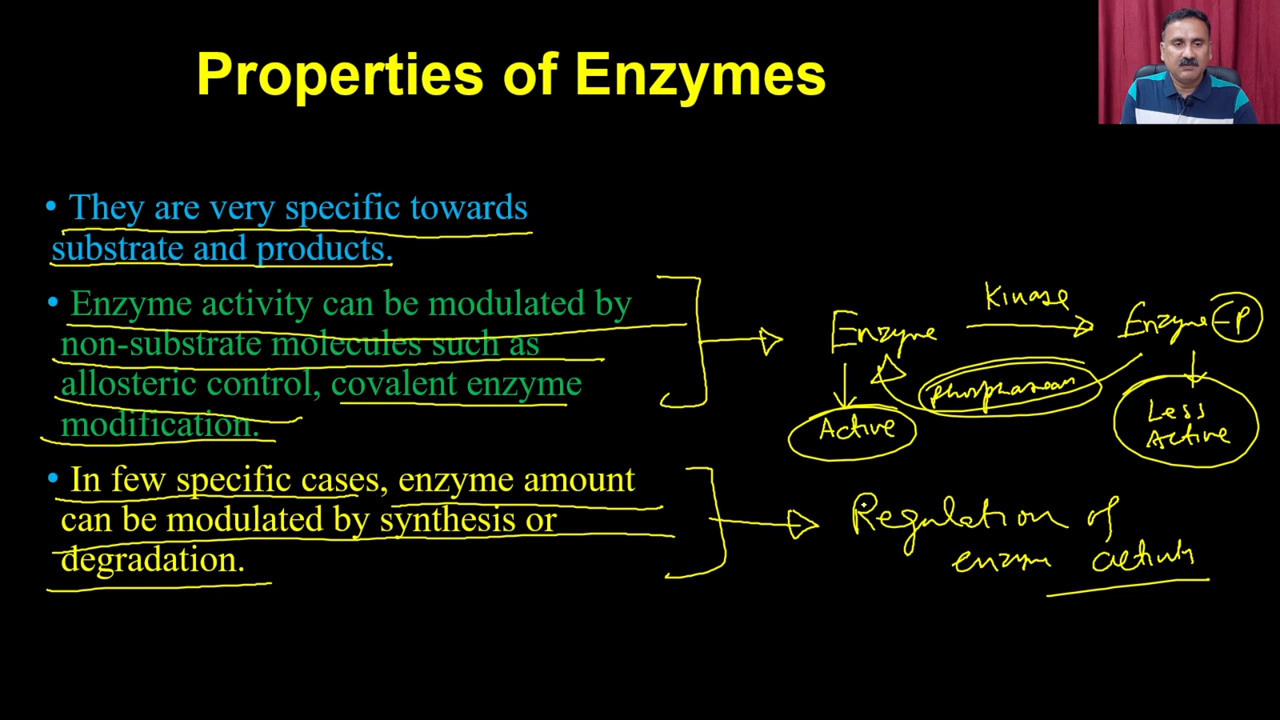 Properties of Enzymes
• They are very specific towards
substrate and products.
• Enzyme activity can be modulated by
non-substrate molecules such as
allosteric control, covalent enzyme
modification.
• In few specific cases, enzyme amount
can be modulated by synthesis or
degradation.
Kinase
Enzyme
Enzyme-P
Active
Less
Active
Regulation of
enzyme